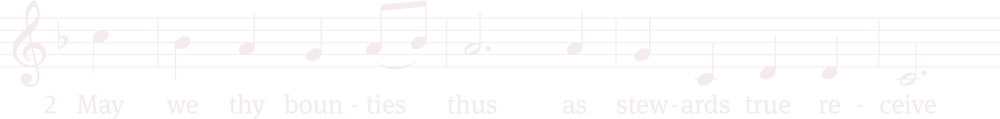 2 May we thy boun - ties thus as stew - ards true re - ceive